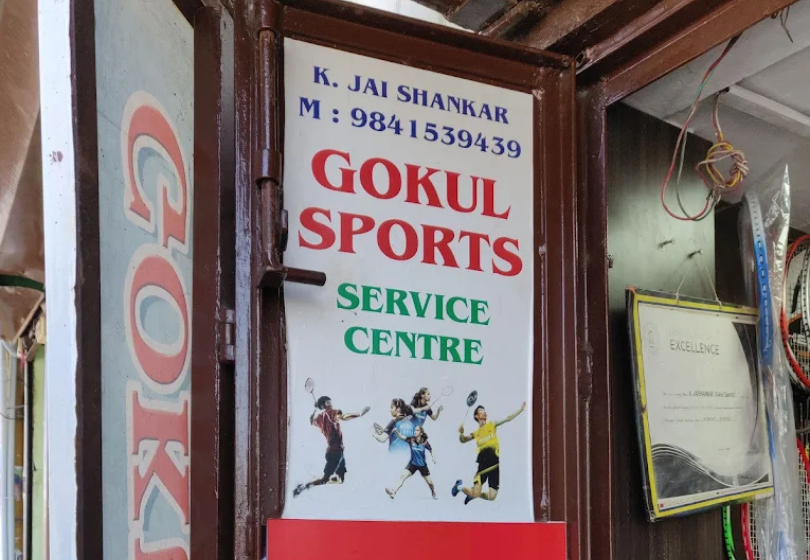 K. JAI SHANKAR
M : 9841539439
GOKUL
SPORTS
SERVICE
CENTRE
GOK
EXCELLENCE